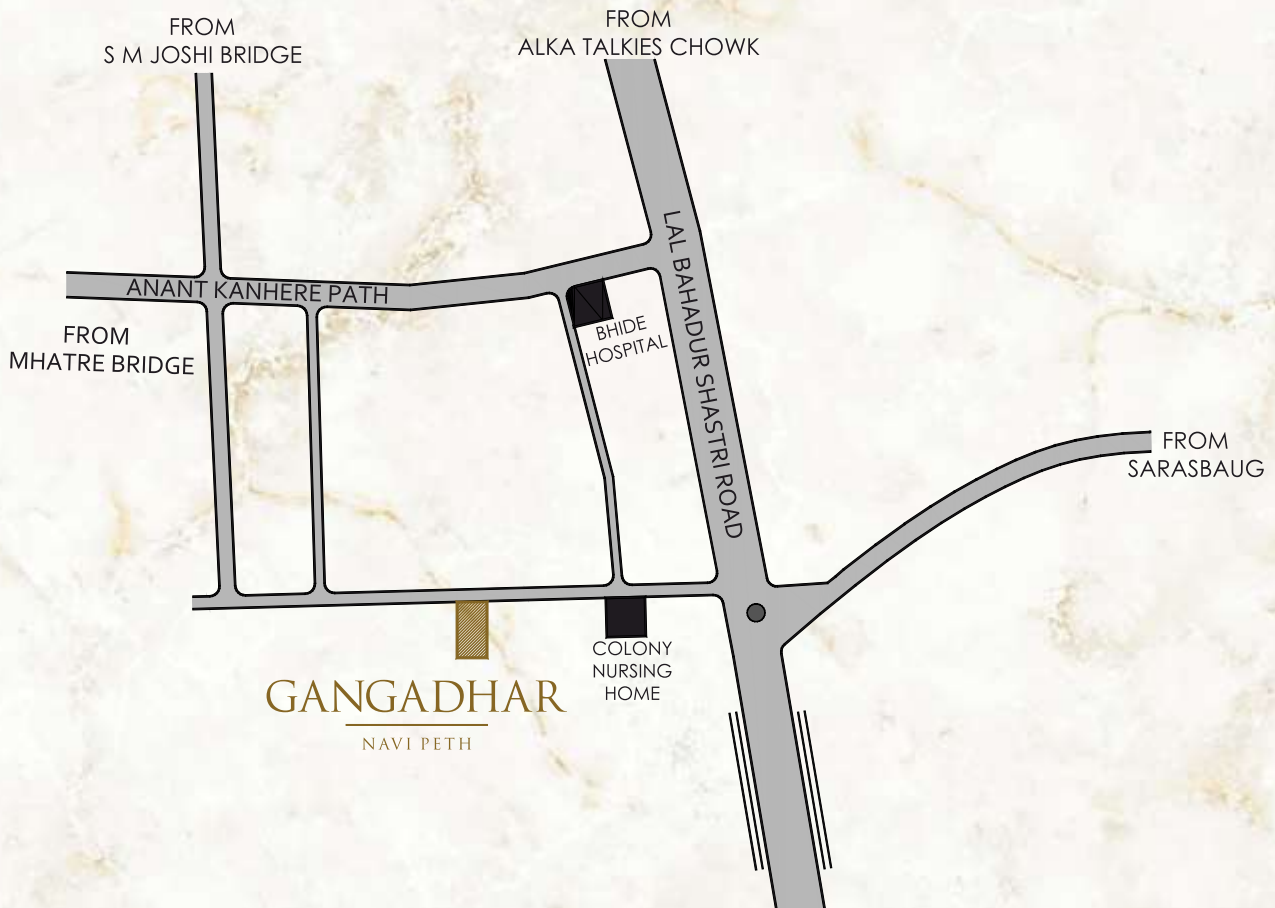 FROM
S M JOSHI BRIDGE
FROM
ALKA TALKIES CHOWK
LAL BAHADUR SHASTRI ROAD
ANANT KANHERE PATH
FROM
MHATRE BRIDGE
BHIDE
HOSPITAL
FROM
SARASBAUG
COLONY
NURSING
HOME
GANGADHAR
NAVI PETH